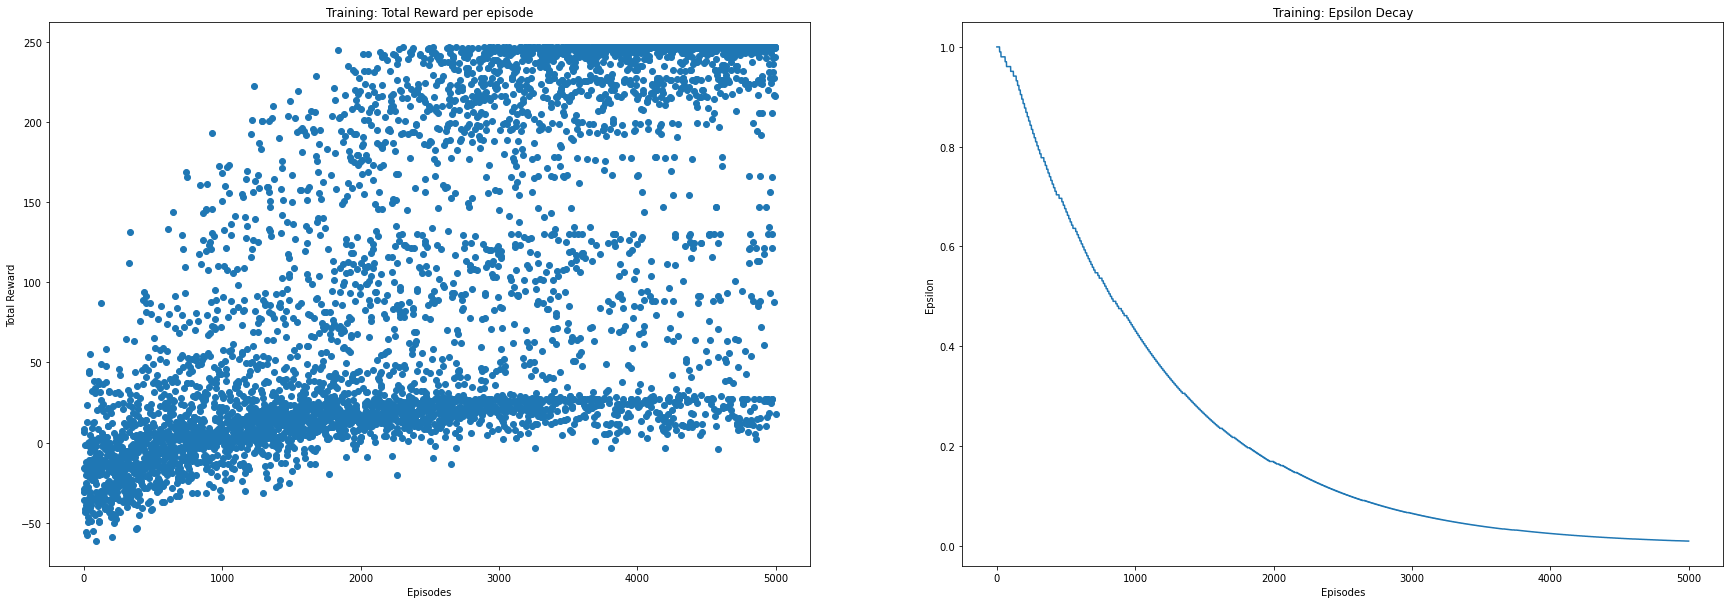 Training: Total Reward per episode
250
200
150
100
50
0
−50
Total Reward
0 1000 2000 3000 4000 5000
Episodes
Training: Epsilon Decay
1.0
0.8
0.6
0.4
0.2
0.0
Epsilon
0 1000 2000 3000 4000 5000
Episodes